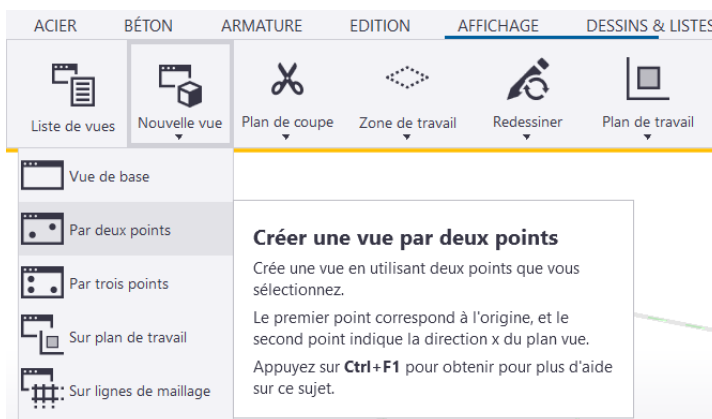 ACIER BÉTON ARMATURE EDITION AFFICHAGE DESSINS & LISTES
Liste de vues Nouvelle vue Plan de coupe Zone de travail Redessiner Plan de travail
Vue de base
Par deux points
Par trois points
Sur plan de travail
Sur lignes de maillage
Créer une vue par deux points
Crée une vue en utilisant deux points que vous
sélectionnez.
Le premier point correspond à l'origine, et le
second point indique la direction x du plan vue.
Appuyez sur Ctrl+F1 pour obtenir pour plus d'aide
sur ce sujet.